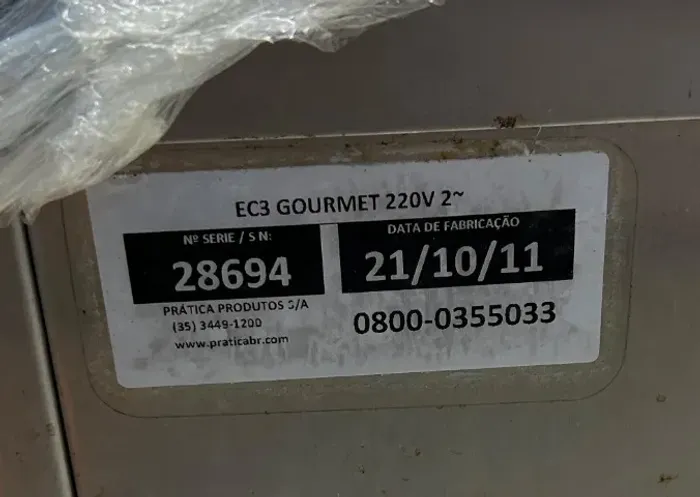 EC3 GOURMET 220V 2~
Nº SERIE / S N:
28694
DATA DE FABRICAÇÃO
21/10/11
PRÁTICA PRODUTOS S/A
(35) 3449-1200
www.praticabr.com
0800-0355033